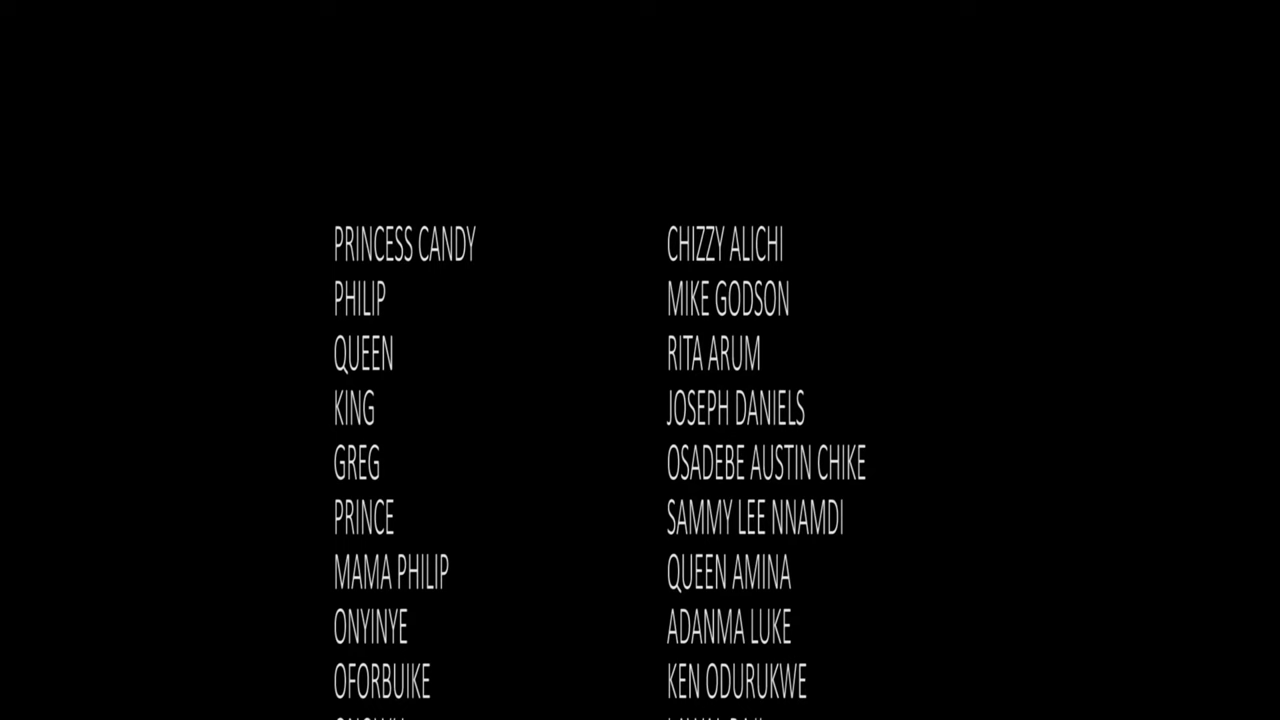 PRINCESS CANDY CHIZZY ALICHI
PHILIP MIKE GODSON
QUEEN RITA ARUM
KING JOSEPH DANIELS
GREG OSADEBE AUSTIN CHIKE
PRINCE SAMMY LEE NNAMDI
MAMA PHILIP QUEEN AMINA
ONYINYE ADANMA LUKE
OFORBUIKE KEN ODURUKWE